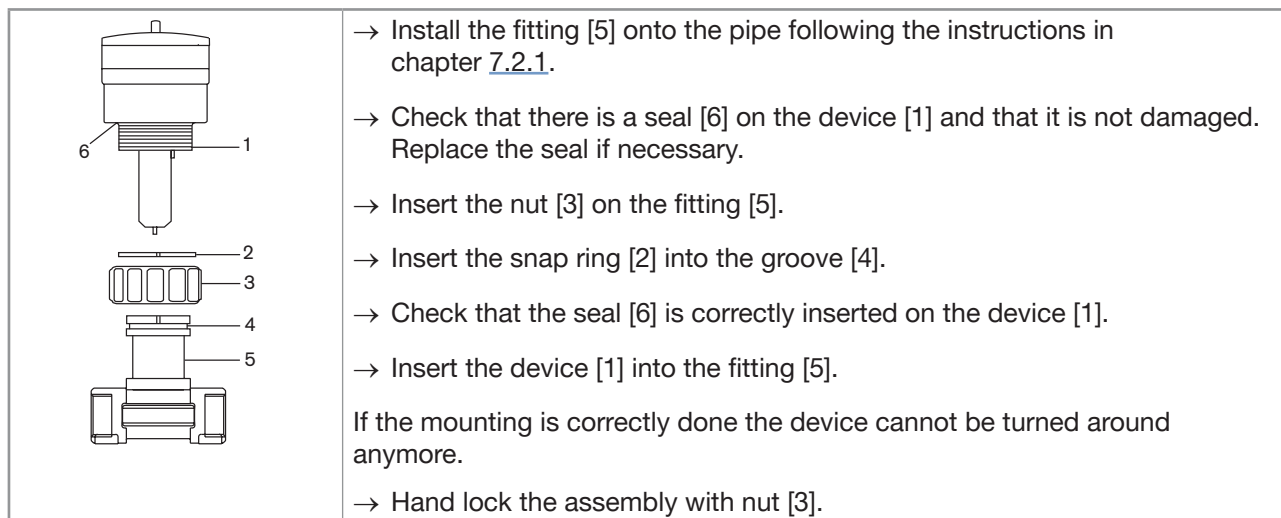 6
1
2
3
4
5
→ Install the fitting [5] onto the pipe following the instructions in
chapter 7.2.1.
→ Check that there is a seal [6] on the device [1] and that it is not damaged.
Replace the seal if necessary.
→ Insert the nut [3] on the fitting [5].
→ Insert the snap ring [2] into the groove [4].
→ Check that the seal [6] is correctly inserted on the device [1].
→ Insert the device [1] into the fitting [5].
If the mounting is correctly done the device cannot be turned around
anymore.
→ Hand lock the assembly with nut [3].